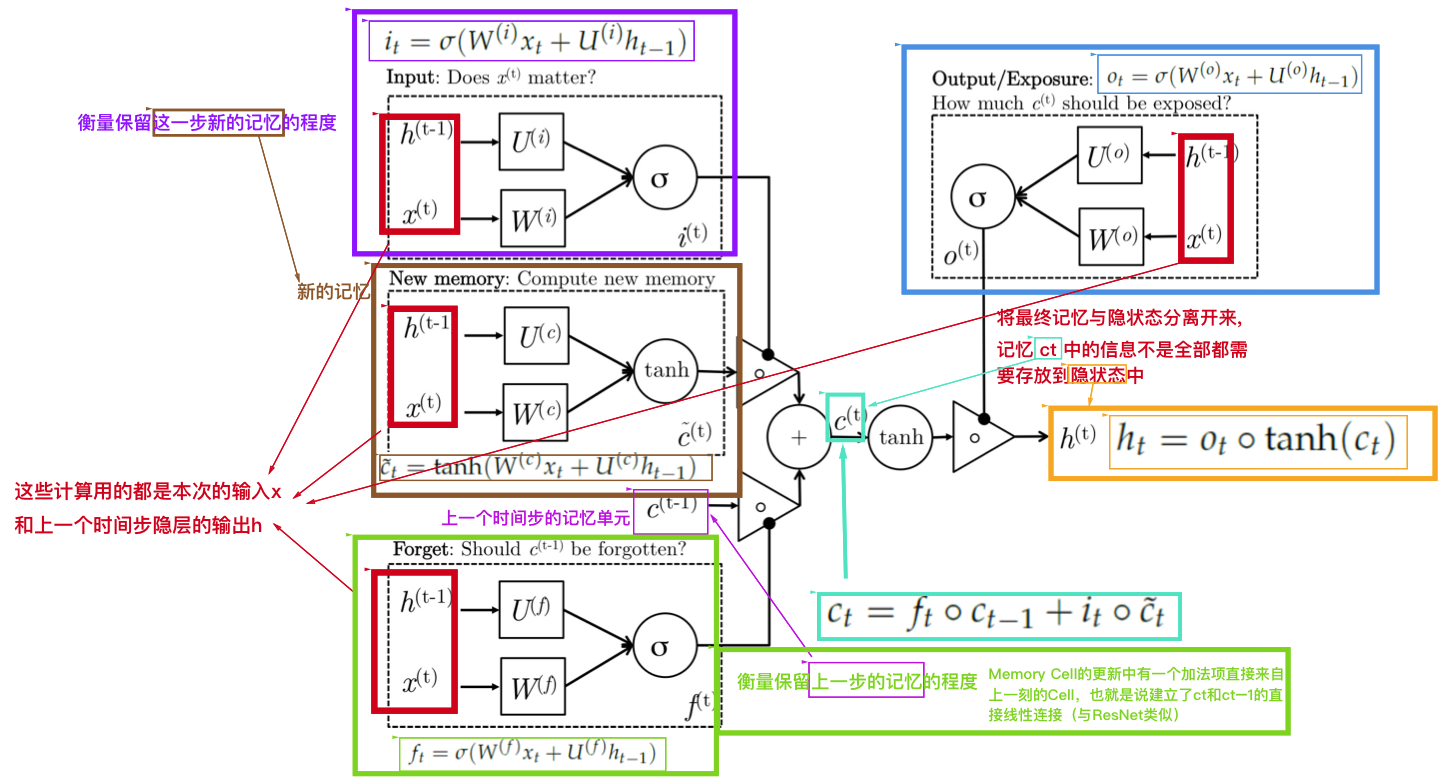 i_t = σ(W^(i)x_t + U^(i)h_{t−1})
Input: Does x^(t) matter?
衡量保留这一步新的记忆的程度
h^(t-1)
U^(i)
σ
x^(t)
W^(i)
i^(t)
Output/Exposure: o_t = σ(W^(o)x_t + U^(o)h_{t−1})
How much c^(t) should be exposed?
U^(o)
h^(t-1)
σ
W^(o)
x^(t)
o^(t)
New memory: Compute new memory
新的记忆
h^(t-1
U^(c)
tanh
x^(t)
W^(c)
c̃^(t)
c̃_t = tanh(W^(c)x_t + U^(c)h_{t−1})
将最终记忆与隐状态分离开来,
记忆 ct 中的信息不是全部都需
要存放到隐状态中
+
c^(t)
tanh
h^(t)
h_t = o_t ∘ tanh(c_t)
这些计算用的都是本次的输入x
和上一个时间步隐层的输出h
上一个时间步的记忆单元
c^(t-1)
Forget: Should c^(t-1) be forgotten?
h^(t-1)
U^(f)
σ
x^(t)
W^(f)
f^(t)
f_t = σ(W^(f)x_t + U^(f)h_{t−1})
c_t = f_t ∘ c_{t−1} + i_t ∘ c̃_t
衡量保留上一步的记忆的程度
Memory Cell的更新中有一个加法项直接来自
上一刻的Cell，也就是说建立了ct和ct—1的直
接线性连接（与ResNet类似）